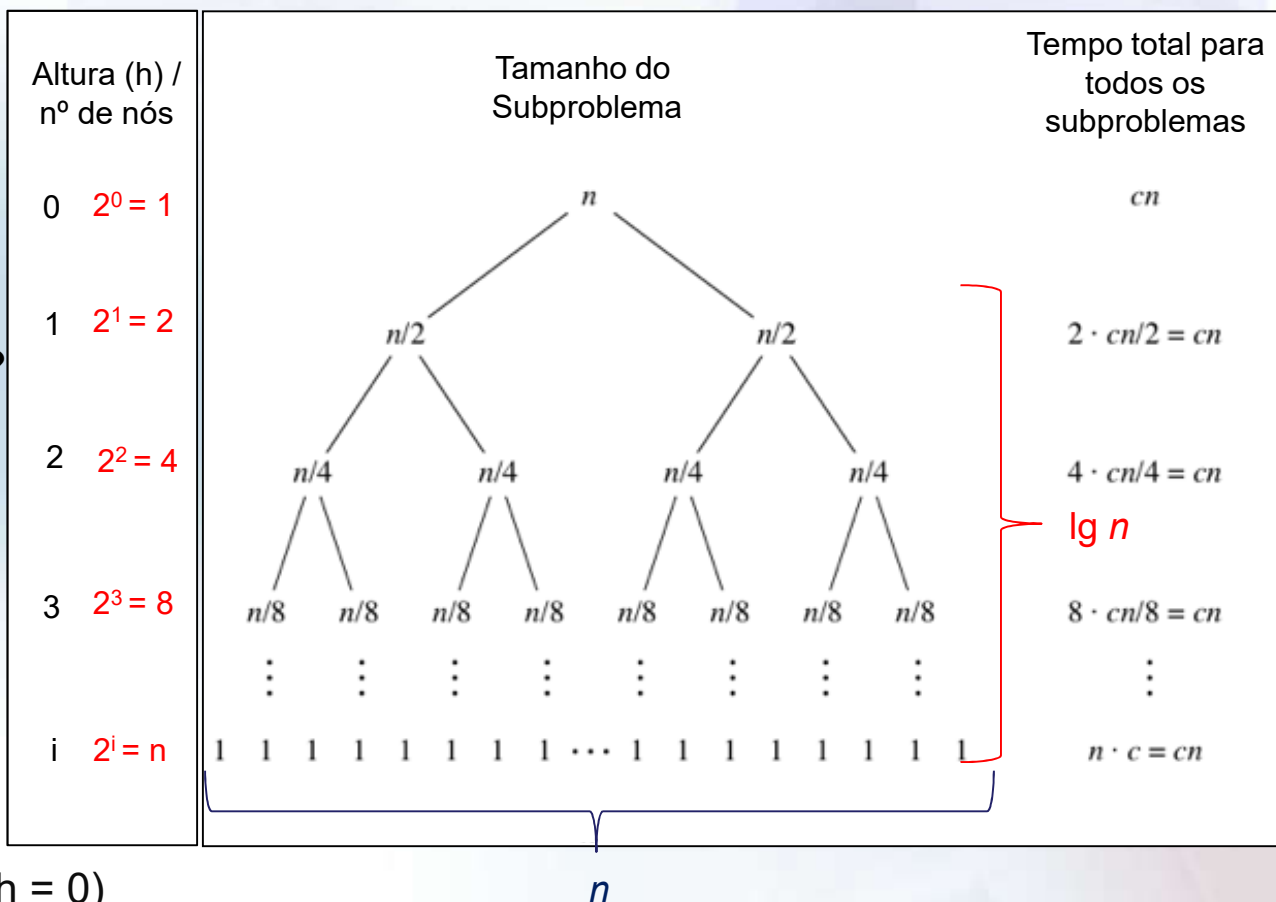 Altura (h) /
nº de nós
Tamanho do
Subproblema
Tempo total para
todos os
subproblemas
0 2⁰ = 1 n cn
1 2¹ = 2 n/2 n/2 2 · cn/2 = cn
2 2² = 4 n/4 n/4 n/4 n/4 4 · cn/4 = cn
lg n
3 2³ = 8 n/8 n/8 n/8 n/8 n/8 n/8 n/8 n/8 8 · cn/8 = cn
i 2ⁱ = n 1 1 1 1 1 1 1 1 ··· 1 1 1 1 1 1 1 1 n · c = cn
h = 0)
n